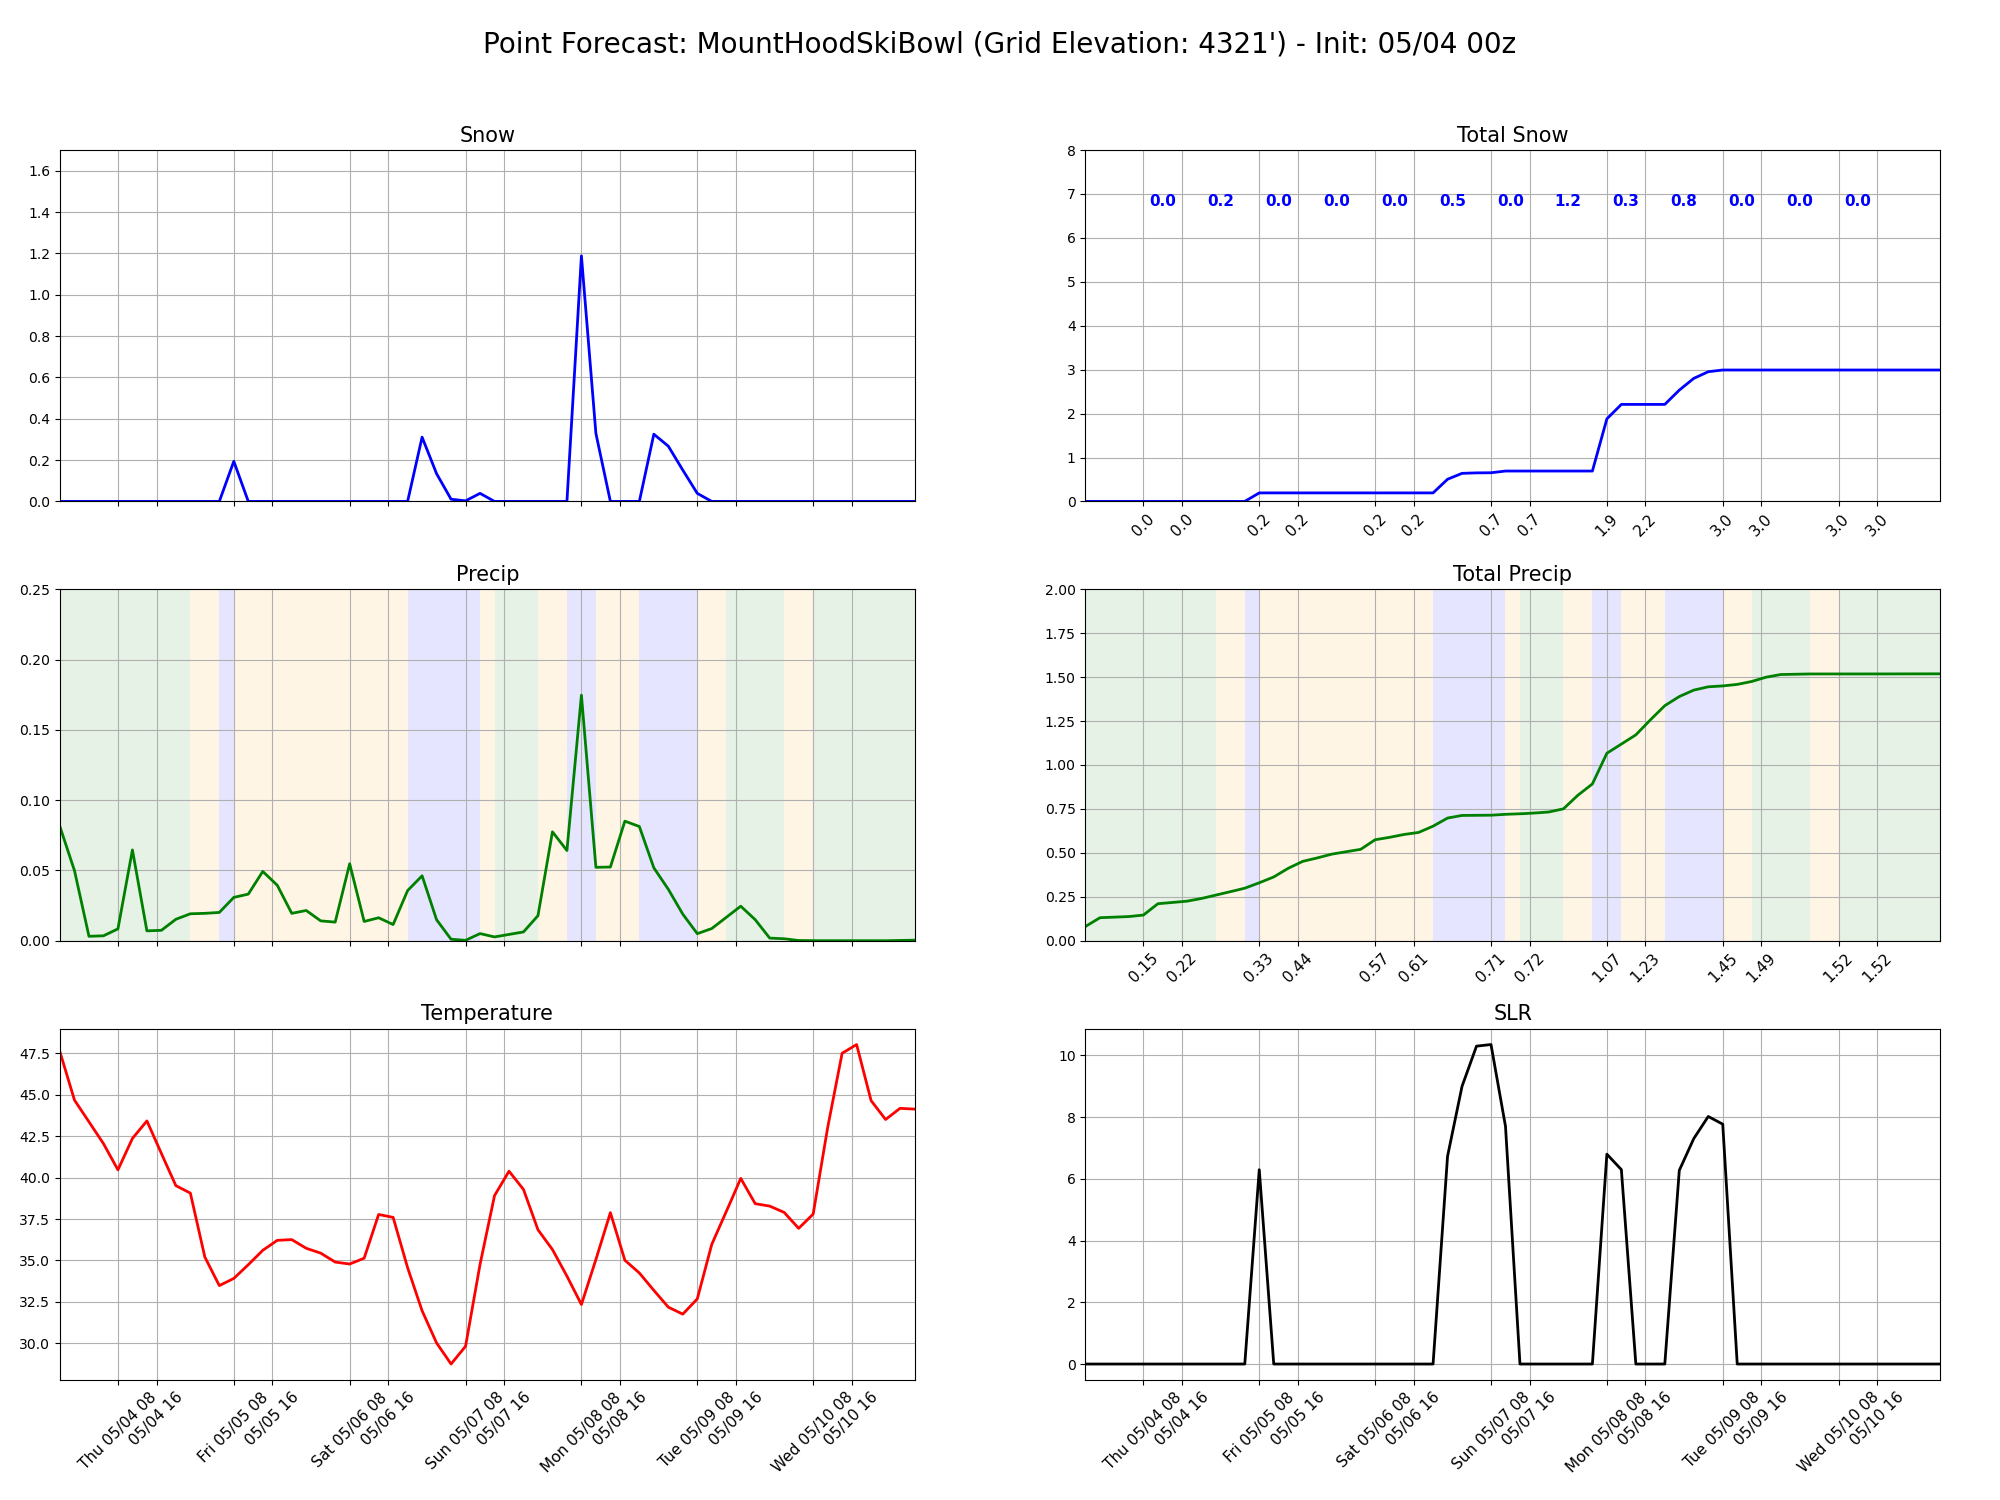 Point Forecast: MountHoodSkiBowl (Grid Elevation: 4321') - Init: 05/04 00z
Snow
1.6
1.4
1.2
1.0
0.8
0.6
0.4
0.2
0.0
Total Snow
8
7
6
5
4
3
2
1
0
0.0 0.2 0.0 0.0 0.0 0.5 0.0 1.2 0.3 0.8 0.0 0.0 0.0
0.0 0.0 0.2 0.2 0.2 0.2 0.7 0.7 1.9 2.2 3.0 3.0 3.0 3.0
Precip
0.25
0.20
0.15
0.10
0.05
0.00
Total Precip
2.00
1.75
1.50
1.25
1.00
0.75
0.50
0.25
0.00
0.15 0.22 0.33 0.44 0.57 0.61 0.71 0.72 1.07 1.23 1.45 1.49 1.52 1.52
Temperature
47.5
45.0
42.5
40.0
37.5
35.0
32.5
30.0
Thu 05/04 08
05/04 16
Fri 05/05 08
05/05 16
Sat 05/06 08
05/06 16
Sun 05/07 08
05/07 16
Mon 05/08 08
05/08 16
Tue 05/09 08
05/09 16
Wed 05/10 08
05/10 16
SLR
10
8
6
4
2
0
Thu 05/04 08
05/04 16
Fri 05/05 08
05/05 16
Sat 05/06 08
05/06 16
Sun 05/07 08
05/07 16
Mon 05/08 08
05/08 16
Tue 05/09 08
05/09 16
Wed 05/10 08
05/10 16